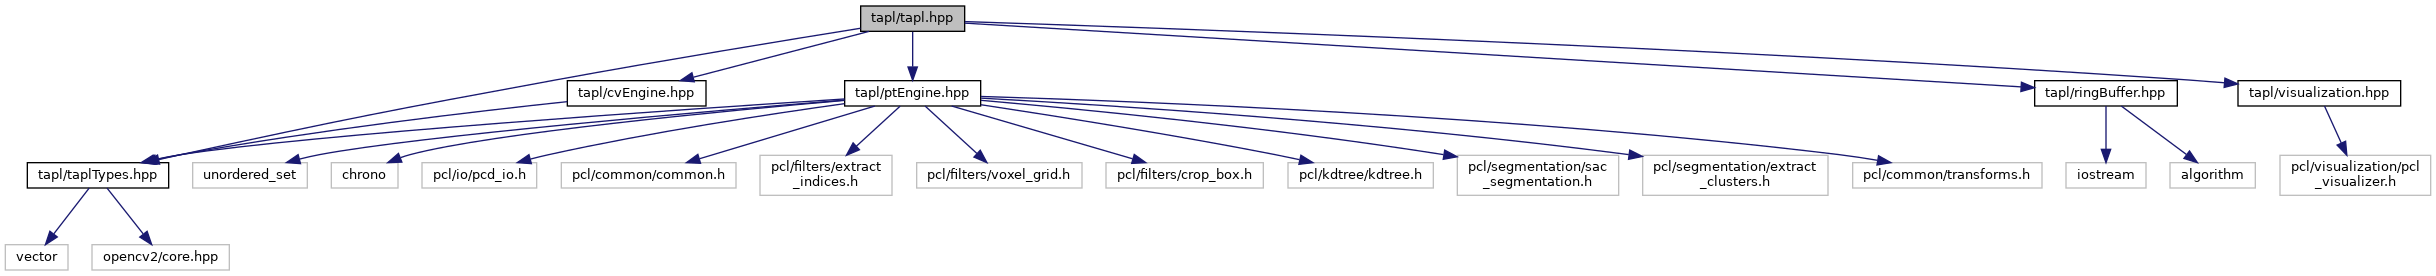 tapl/tapl.hpp
tapl/cvEngine.hpp
tapl/ptEngine.hpp
tapl/ringBuffer.hpp
tapl/visualization.hpp
tapl/taplTypes.hpp
unordered_set
chrono
pcl/io/pcd_io.h
pcl/common/common.h
pcl/filters/extract
_indices.h
pcl/filters/voxel_grid.h
pcl/filters/crop_box.h
pcl/kdtree/kdtree.h
pcl/segmentation/sac
_segmentation.h
pcl/segmentation/extract
_clusters.h
pcl/common/transforms.h
iostream
algorithm
pcl/visualization/pcl
_visualizer.h
vector
opencv2/core.hpp